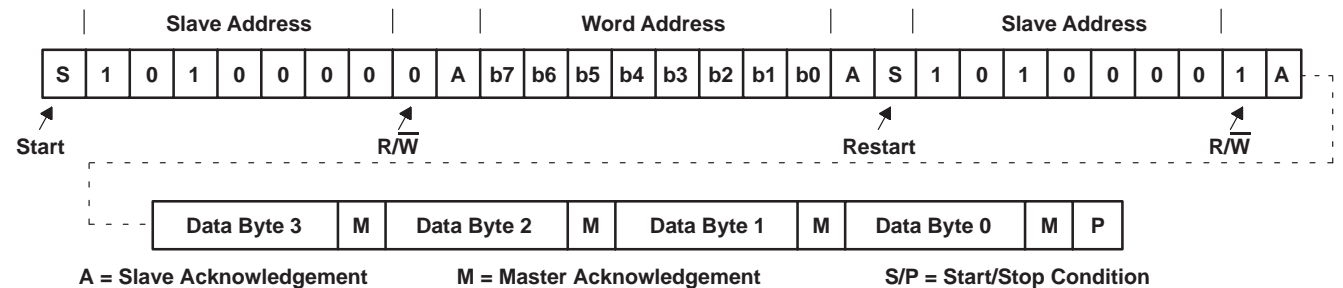 Slave Address Word Address Slave Address
S 1 0 1 0 0 0 0 0 A b7 b6 b5 b4 b3 b2 b1 b0 A S 1 0 1 0 0 0 0 1 A
Start R/W Restart R/W
Data Byte 3 M Data Byte 2 M Data Byte 1 M Data Byte 0 M P
A = Slave Acknowledgement M = Master Acknowledgement S/P = Start/Stop Condition